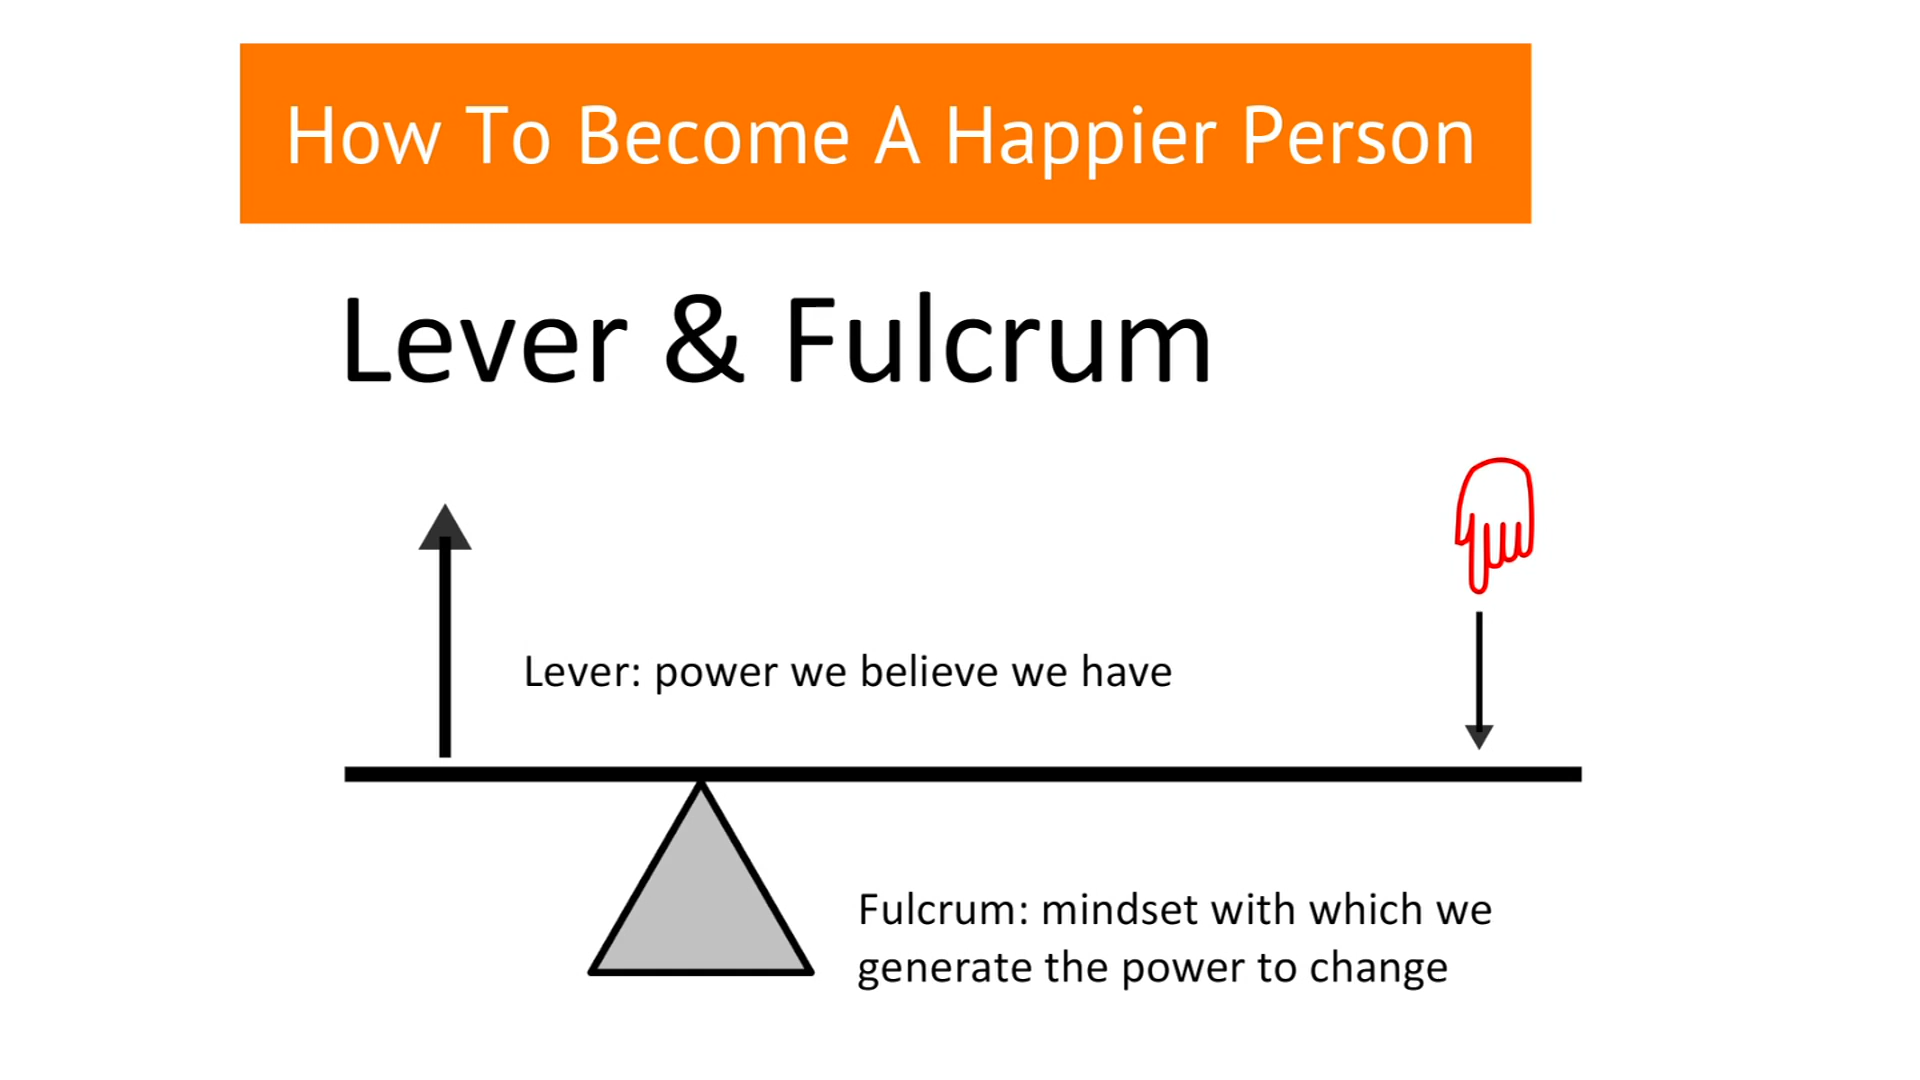 How To Become A Happier Person
Lever & Fulcrum
Lever: power we believe we have
Fulcrum: mindset with which we
generate the power to change